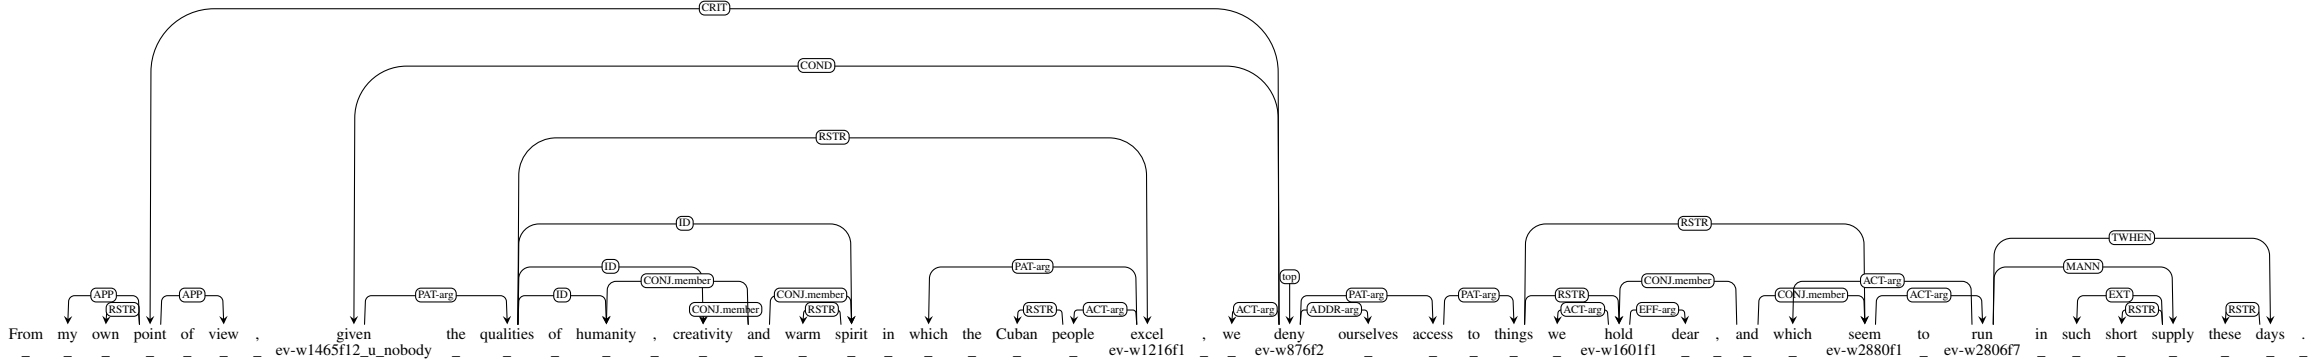 CRIT
COND
RSTR
ID
RSTR
TWHEN
ID PAT-arg MANN
top
CONJ.member ACT-arg
CONJ.member
APP APP PAT-arg ID CONJ.member PAT-arg PAT-arg RSTR CONJ.member ACT-arg EXT
RSTR CONJ.member RSTR RSTR ACT-arg ACT-arg ADDR-arg ACT-arg EFF-arg RSTR RSTR
From my own point of view , given the qualities of humanity , creativity and warm spirit in which the Cuban people excel , we deny ourselves access to things we hold dear , and which seem to run in such short supply these days .
_ _ _ _ _ _ _ ev-w1465f12_u_nobody _ _ _ _ _ _ _ _ _ _ _ _ _ _ ev-w1216f1 _ _ ev-w876f2 _ _ _ _ _ ev-w1601f1 _ _ _ _ ev-w2880f1 _ ev-w2806f7 _ _ _ _ _ _ _